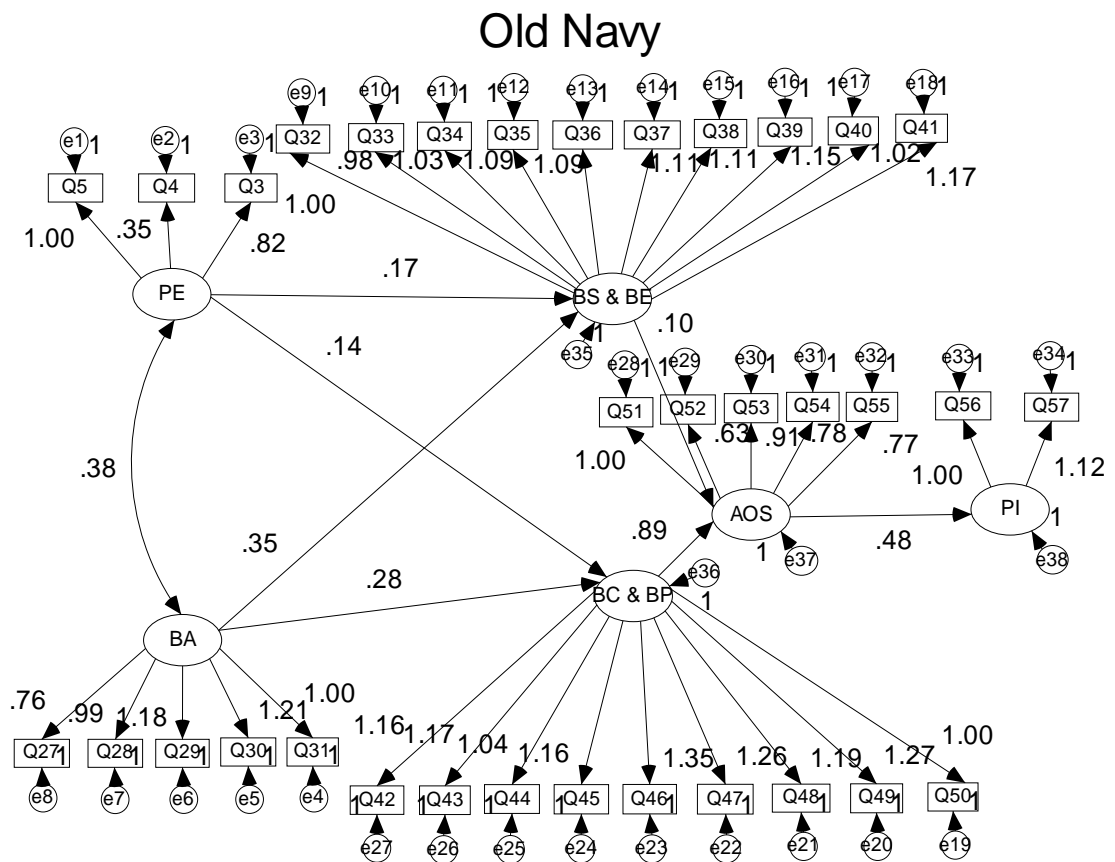 Old Navy
e9 1 e10 1 e11 1 1 e12 e13 1 e14 1 e15 1 e16 1 1 e17 e18 1
Q32 Q33 Q34 Q35 Q36 Q37 Q38 Q39 Q40 Q41
e1 1 e2 1 e3 1
Q5 Q4 Q3
1.00 .98 1.03 1.09 1.09 1.11 1.11 1.15 1.02 1.17
1.00 .35 .82
PE .17 BS & BE
1 .10
e35
.14
e28 1 1 e29 e30 1 e31 1 e32 1 e33 1 e34 1
Q51 Q52 Q53 Q54 Q55 Q56 Q57
1.00 .63 .91 .78 .77 1.00 1.12
.38
AOS PI 1
.89 1 e37 .48 e38
.35
.28 e36
BC & BP 1
BA
.76 .99 1.18 1.21 1.00
Q27 1 Q28 1 Q29 1 Q30 1 Q31 1
e8 e7 e6 e5 e4
1.16 1.17 1.04 1.16 1.35 1.26 1.19 1.27 1.00
1 Q42 1 Q43 1 Q44 1 Q45 1 Q46 1 Q47 Q48 1 Q49 1 Q50 1
e27 e26 e25 e24 e23 e22 e21 e20 e19